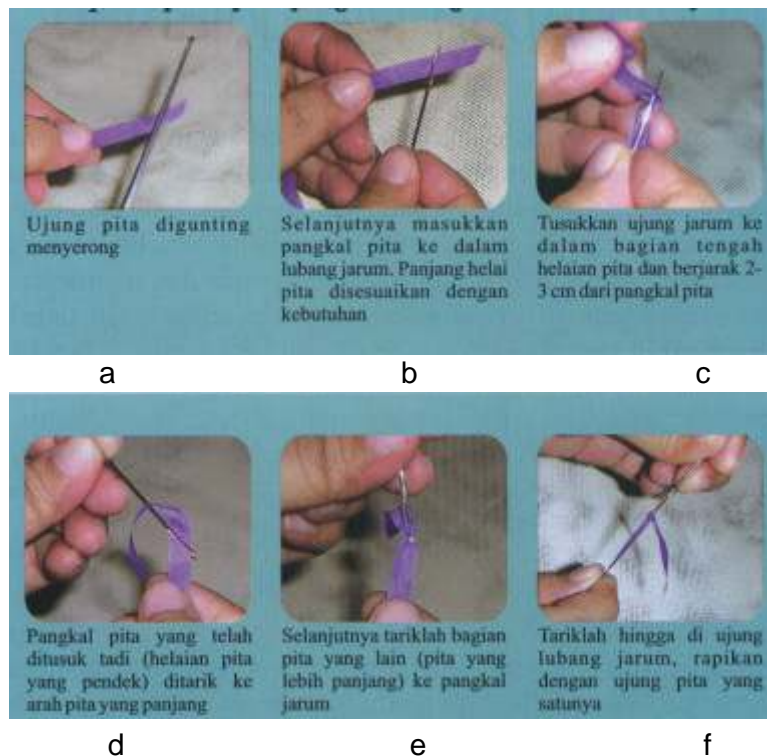 Ujung pita digunting
menyerong
Selanjutnya masukkan
pangkal pita ke dalam
lubang jarum. Panjang helai
pita disesuaikan dengan
kebutuhan
Tusukkan ujung jarum ke
dalam bagian tengah
helaian pita dan berjarak 2-
3 cm dari pangkal pita
a
b
c
Pangkal pita yang telah
ditusuk tadi (helaian pita
yang pendek) ditarik ke
arah pita yang panjang
Selanjutnya tariklah bagian
pita yang lain (pita yang
lebih panjang) ke pangkal
jarum
Tariklah hingga di ujung
lubang jarum, rapikan
dengan ujung pita yang
satunya
d
e
f